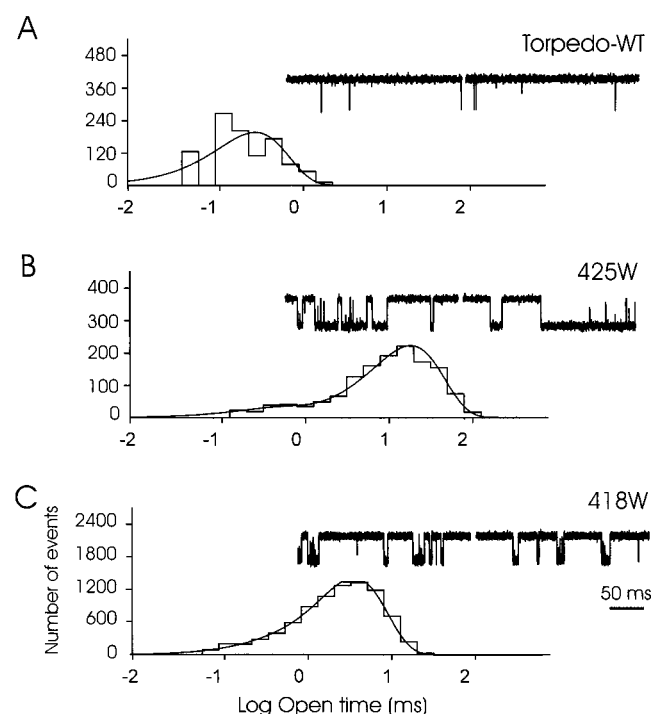 A
Torpedo-WT
480
360
240
120
0
-2 -1 0 1 2
B
425W
400
300
200
100
0
-2 -1 0 1 2
C
418W
2400
1800
1200
600
0
Number of events
50 ms
-2 -1 0 1 2
Log Open time (ms)